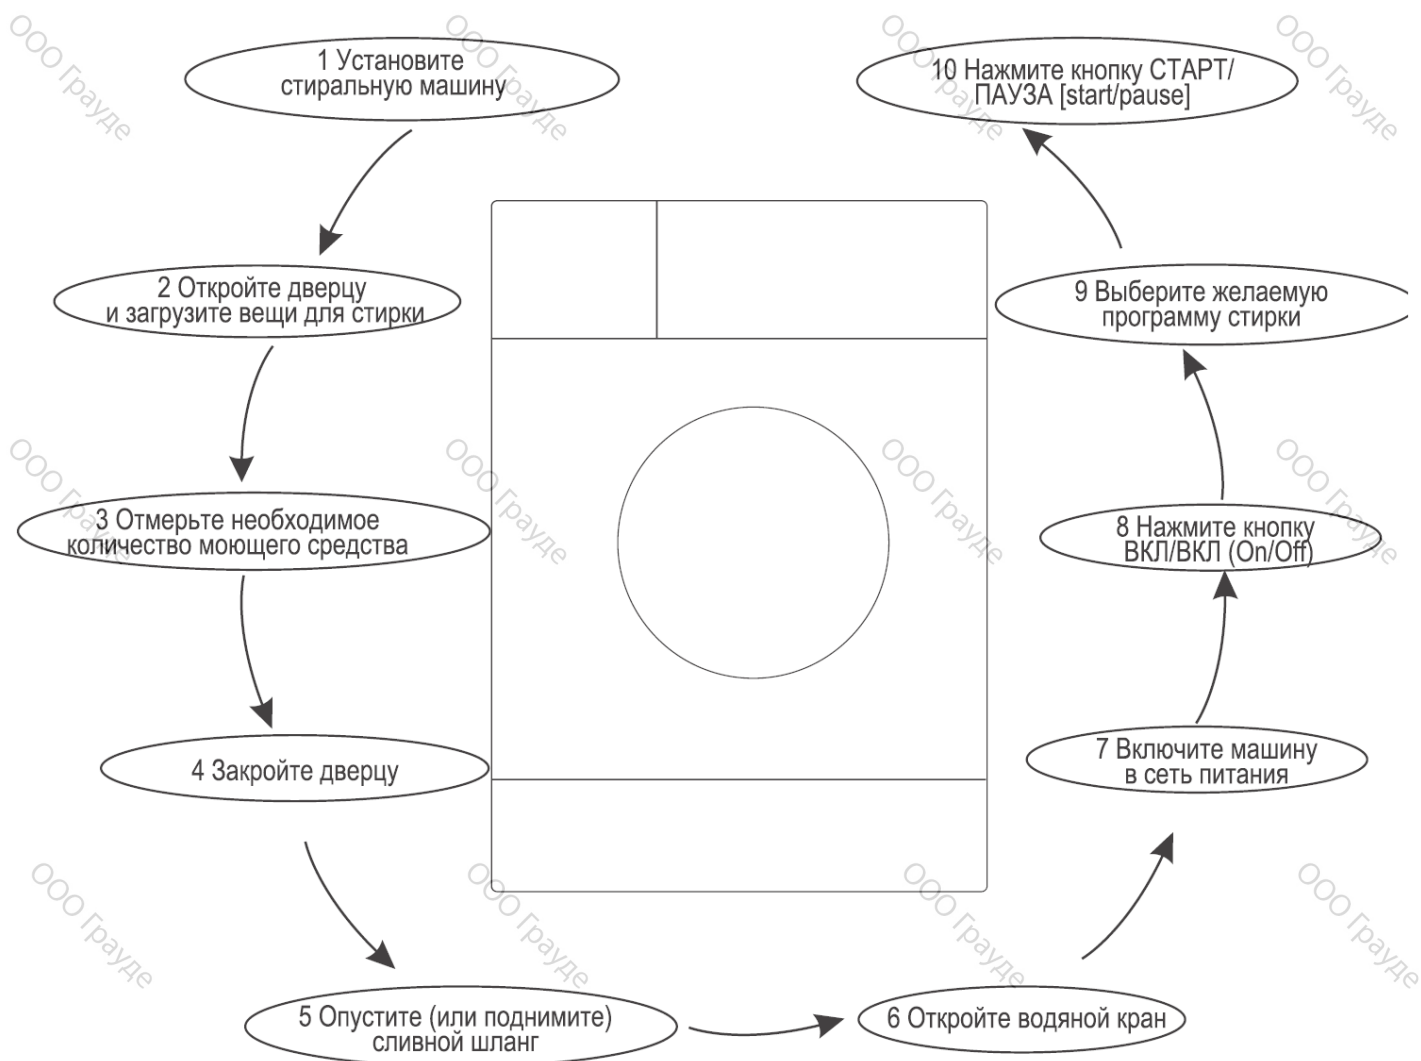 1 Установите
стиральную машину
2 Откройте дверцу
и загрузите вещи для стирки
3 Отмерьте необходимое
количество моющего средства
4 Закройте дверцу
5 Опустите (или поднимите)
сливной шланг
6 Откройте водяной кран
7 Включите машину
в сеть питания
8 Нажмите кнопку
ВКЛ/ВКЛ (On/Off)
9 Выберите желаемую
программу стирки
10 Нажмите кнопку СТАРТ/
ПАУЗА [start/pause]
ООО Грауде
ООО Грауде
ООО Грауде
ООО Грауде
ООО Грауде
ООО Грауде
ООО Грауде
ООО Грауде
ООО Грауде
ООО Грауде
ООО Грауде
ООО Грауде